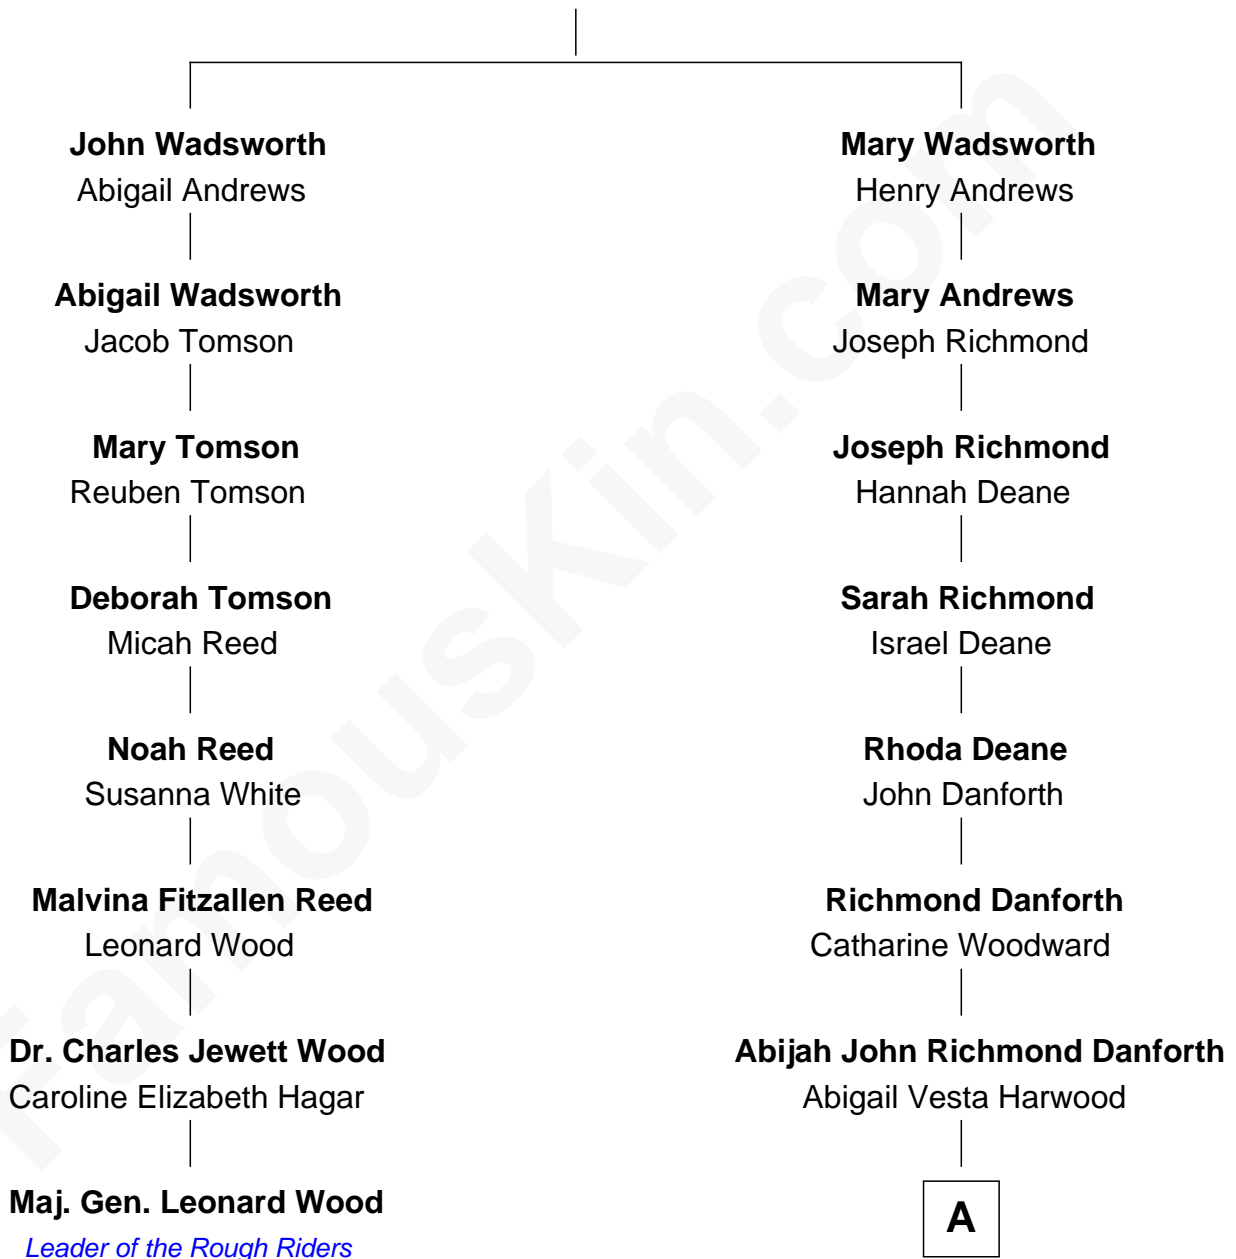 John Wadsworth
Abigail Andrews
Mary Wadsworth
Henry Andrews
Abigail Wadsworth
Jacob Tomson
Mary Andrews
Joseph Richmond
Mary Tomson
Reuben Tomson
Joseph Richmond
Hannah Deane
Deborah Tomson
Micah Reed
Sarah Richmond
Israel Deane
Noah Reed
Susanna White
Rhoda Deane
John Danforth
Malvina Fitzallen Reed
Leonard Wood
Richmond Danforth
Catharine Woodward
Dr. Charles Jewett Wood
Caroline Elizabeth Hagar
Abijah John Richmond Danforth
Abigail Vesta Harwood
Maj. Gen. Leonard Wood
Leader of the Rough Riders
A
FamousKin.com